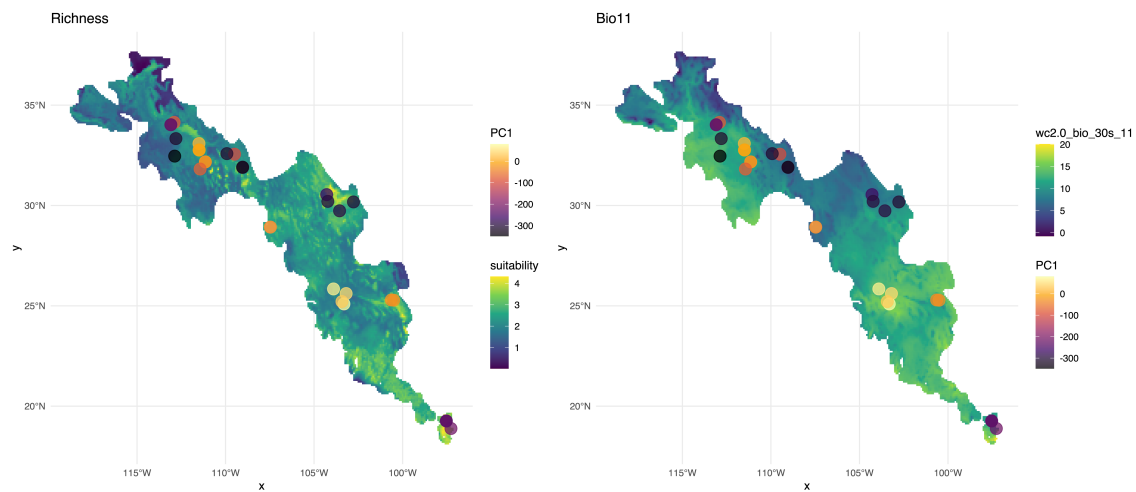 Richness
35°N
30°N
25°N
20°N
y
115°W
110°W
105°W
100°W
x
PC1
0
-100
-200
-300
suitability
4
3
2
1
Bio11
35°N
30°N
25°N
20°N
y
115°W
110°W
105°W
100°W
x
wc2.0_bio_30s_11
20
15
10
5
0
PC1
0
-100
-200
-300